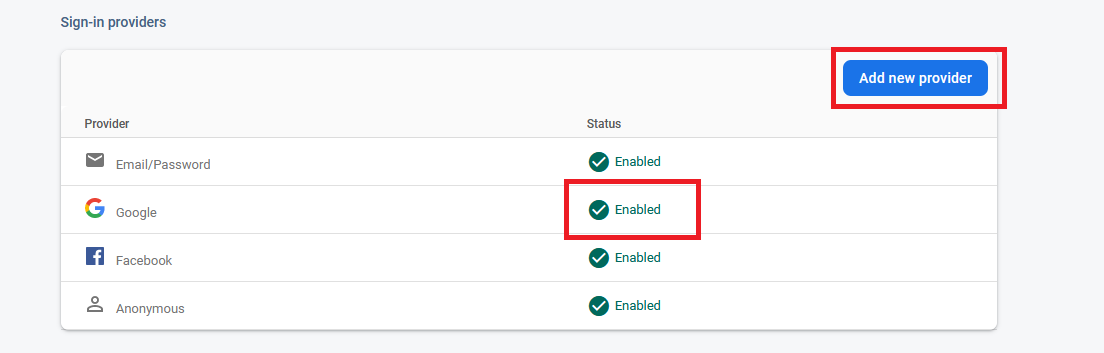 Sign-in providers
Add new provider
Provider Status
Email/Password Enabled
Google Enabled
Facebook Enabled
Anonymous Enabled